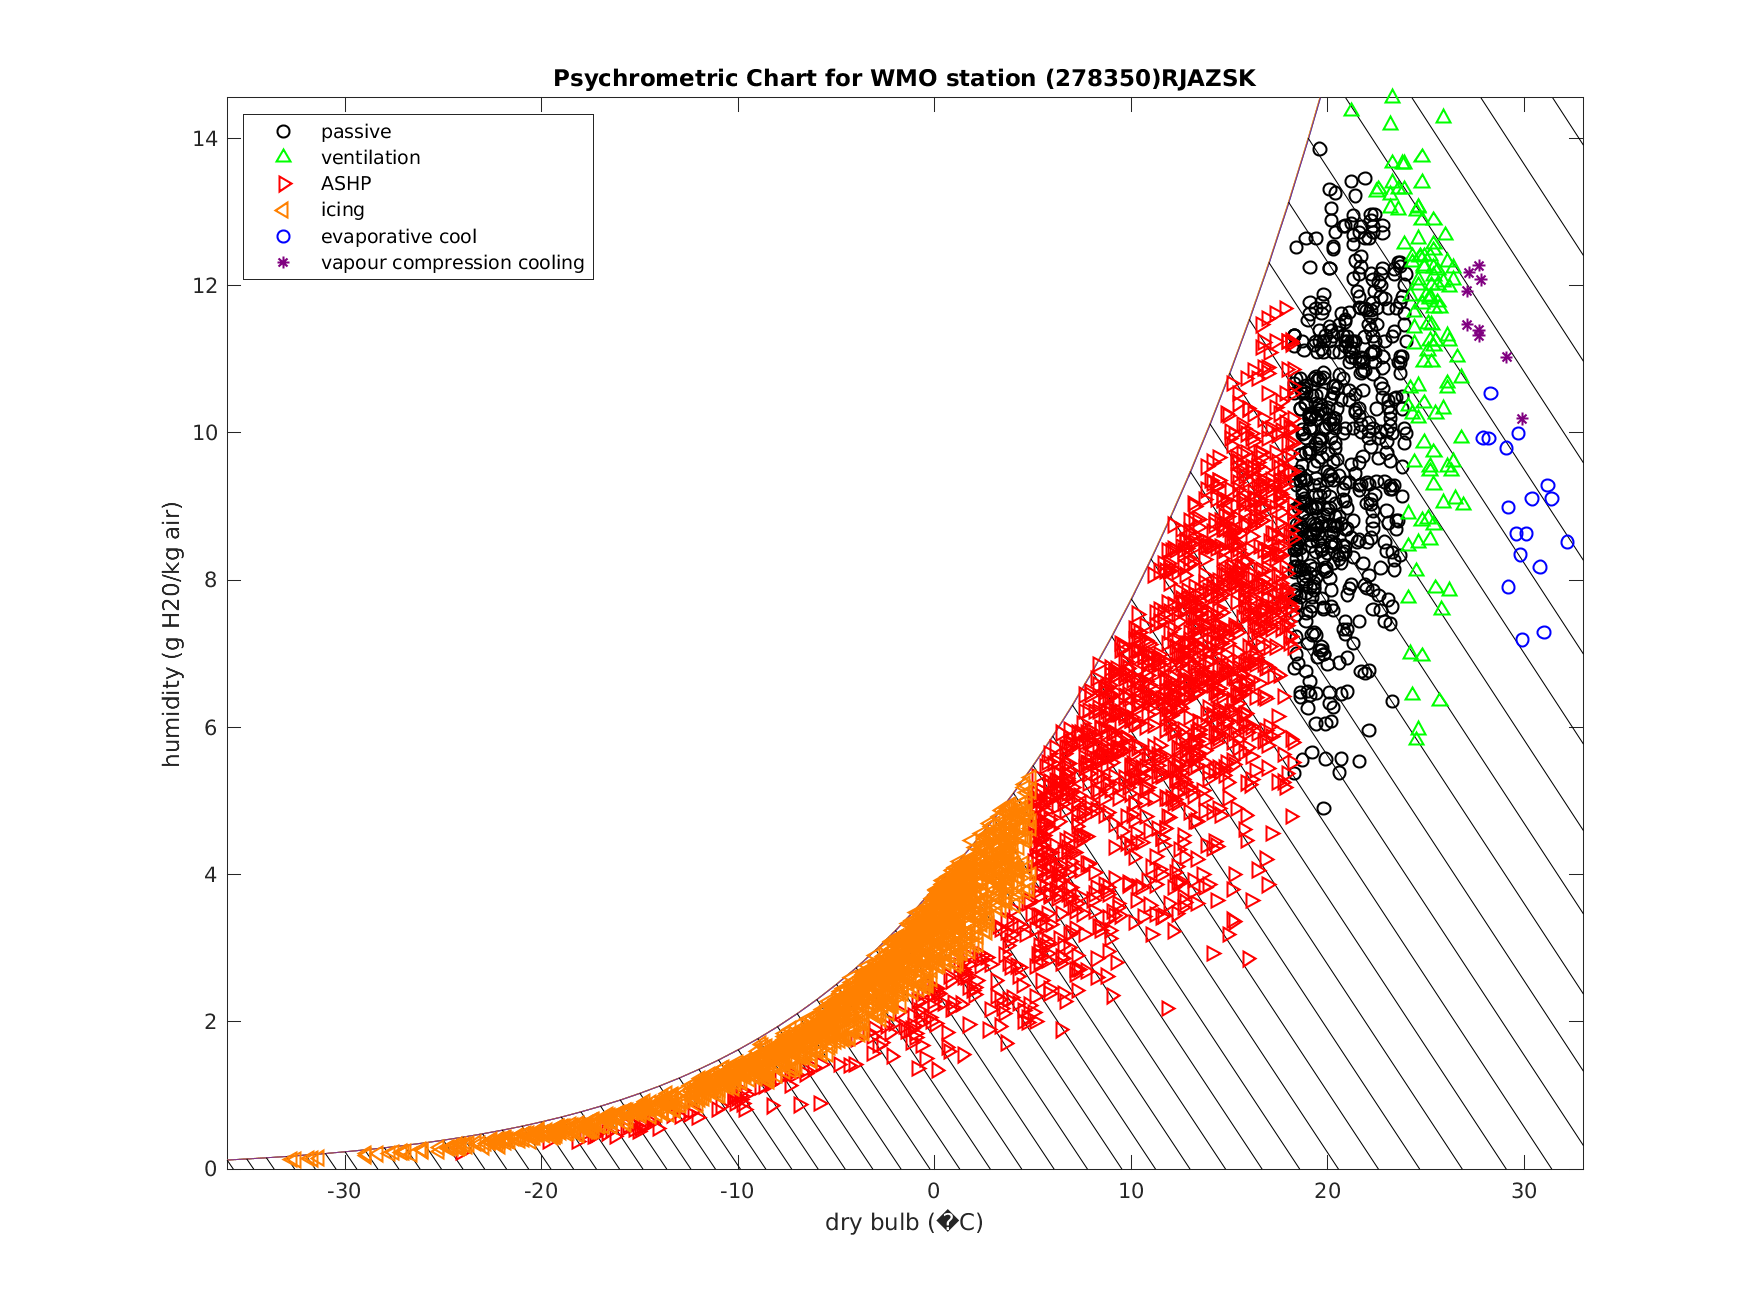 Psychrometric Chart for WMO station (278350)RJAZSK
passive
ventilation
ASHP
icing
evaporative cool
vapour compression cooling
14
12
10
8
6
4
2
0
humidity (g H20/kg air)
-30
-20
-10
0
10
20
30
dry bulb (�C)